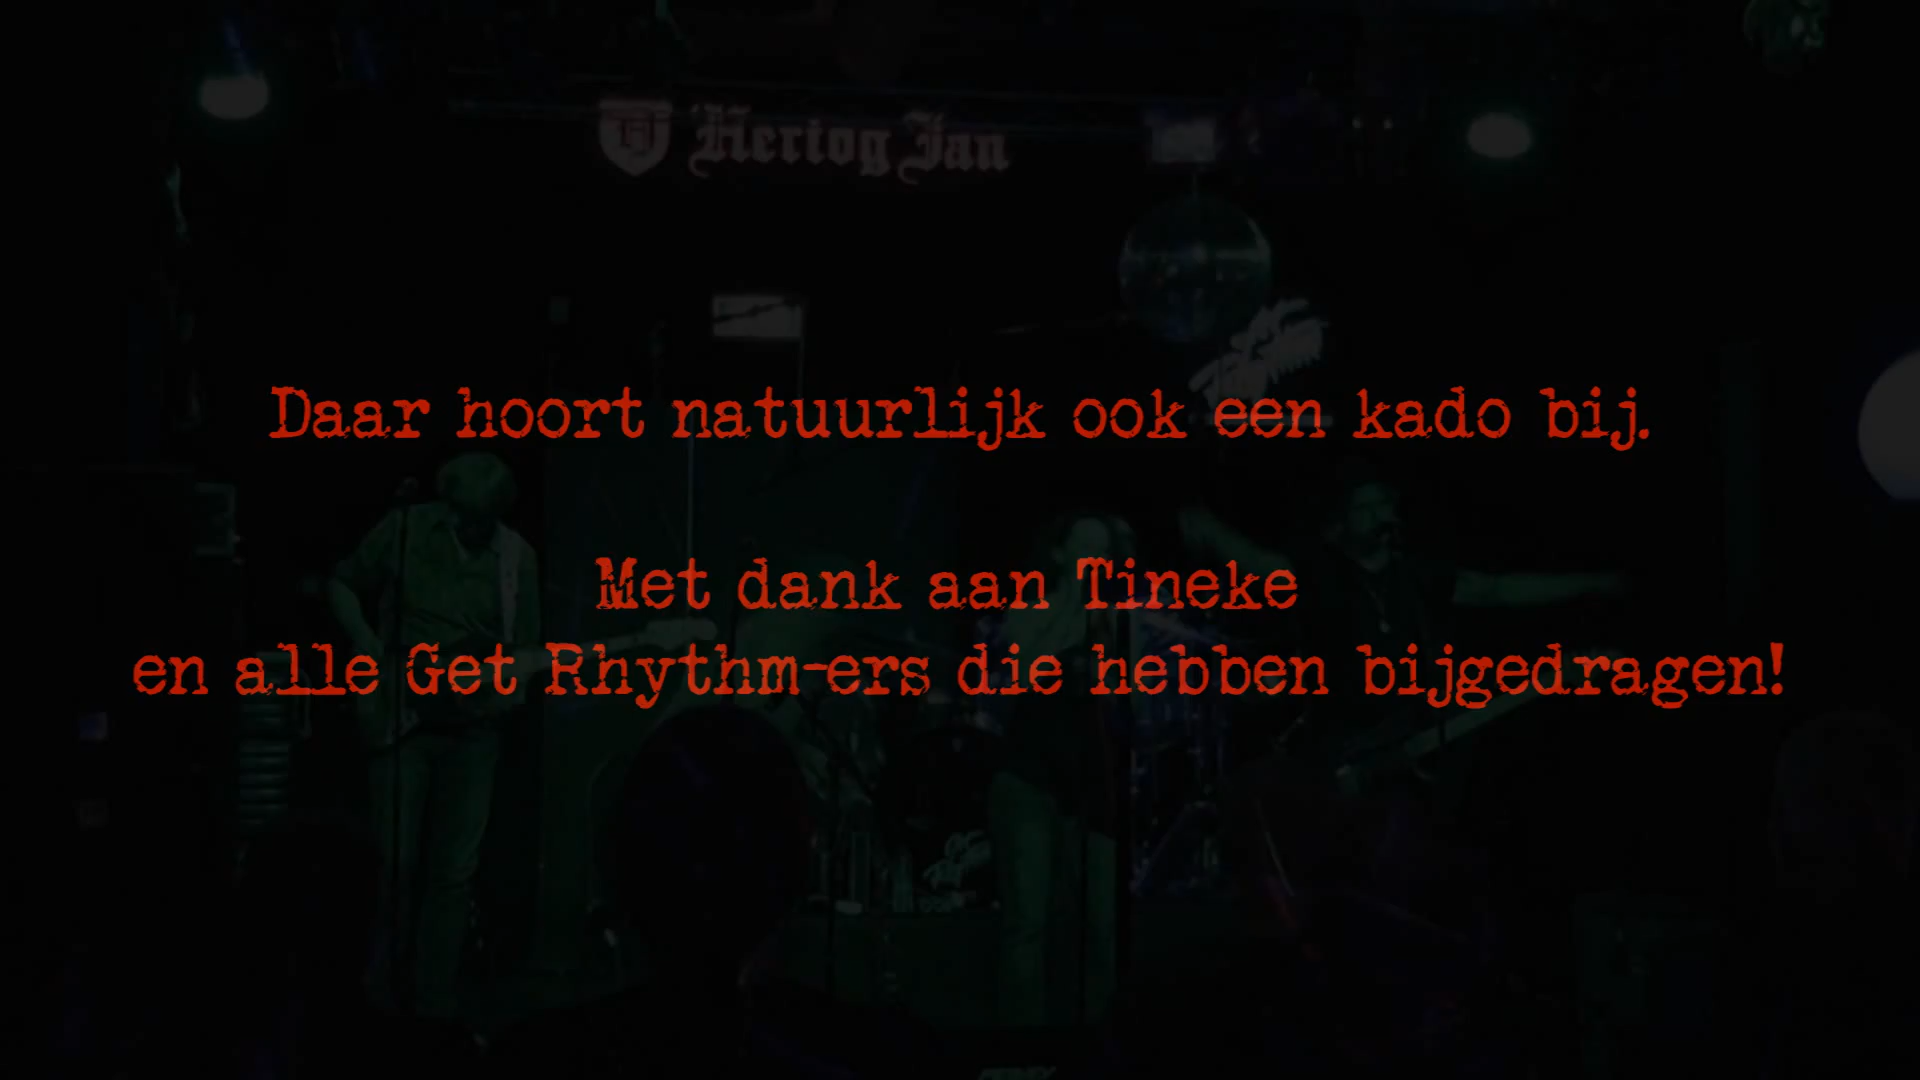 Hertog Jan
Daar hoort natuurlijk ook een kado bij.
Met dank aan Tineke
en alle Get Rhythm-ers die hebben bijgedragen!